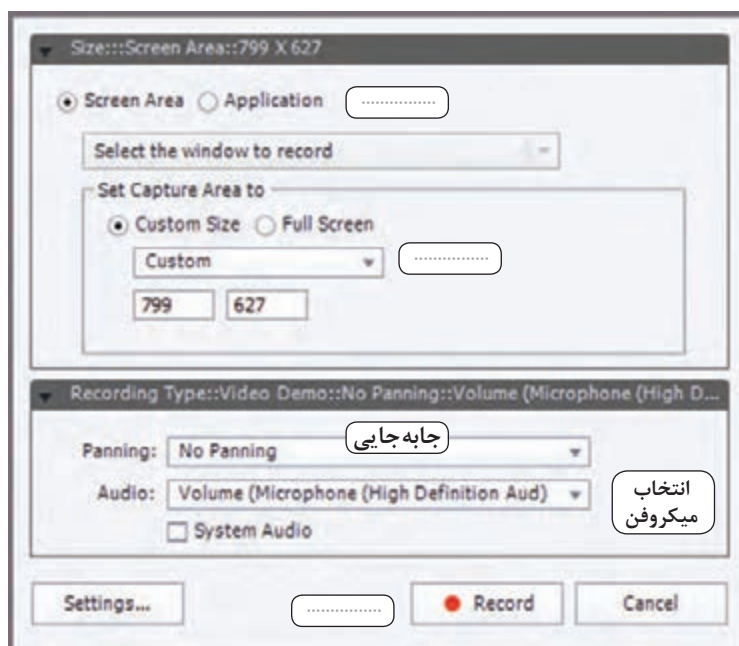 Size:::Screen Area::799 X 627
Screen Area Application ...............
Select the window to record
Set Capture Area to
Custom Size Full Screen
Custom ...............
799 627
Recording Type::Video Demo::No Panning::Volume (Microphone (High D...
Panning: No Panning جابه‌جایی
Audio: Volume (Microphone (High Definition Aud) انتخاب
میکروفن
System Audio
Settings... ............... Record Cancel